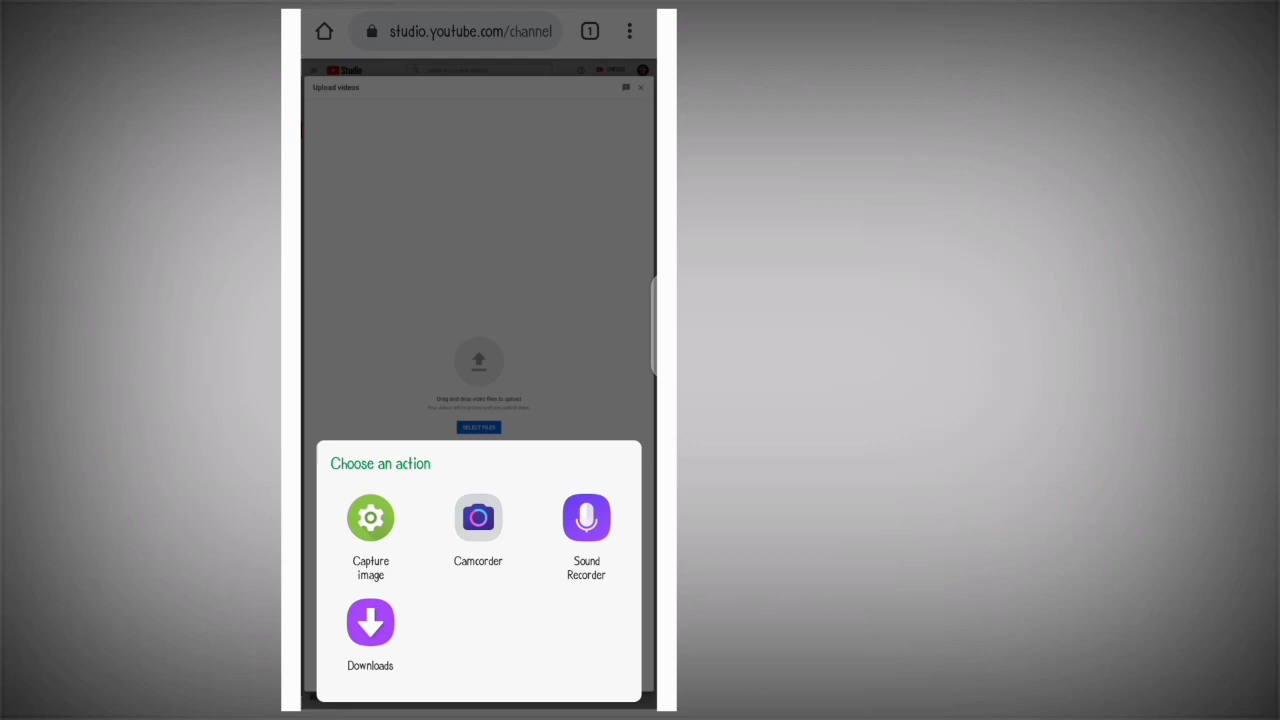 studio.youtube.com/channel
1
Studio
Upload videos
Drag and drop video files to upload
SELECT FILES
Choose an action
Capture image
Camcorder
Sound Recorder
Downloads